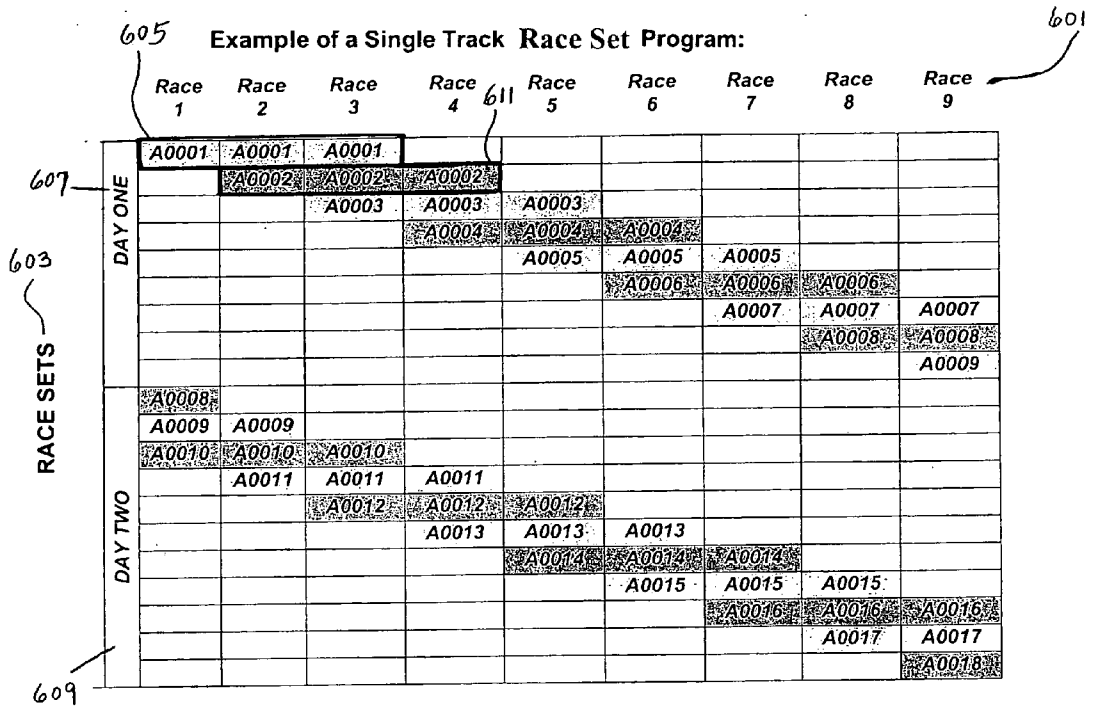 605 Example of a Single Track Race Set Program: 601
Race Race Race Race Race Race Race Race Race
1 2 3 4 611 5 6 7 8 9
A0001 A0001 A0001
607 A0002 A0002 A0002
DAY ONE
A0003 A0003 A0003
A0004 A0004 A0004
603 A0005 A0005 A0005
A0006 A0006 A0006
A0007 A0007 A0007
A0008 A0008
A0009
RACE SETS
A0008
A0009 A0009
A0010 A0010 A0010
A0011 A0011 A0011
A0012 A0012 A0012
DAY TWO
A0013 A0013 A0013
A0014 A0014 A0014
A0015 A0015 A0015
A0016 A0016 A0016
A0017 A0017
A0018
609